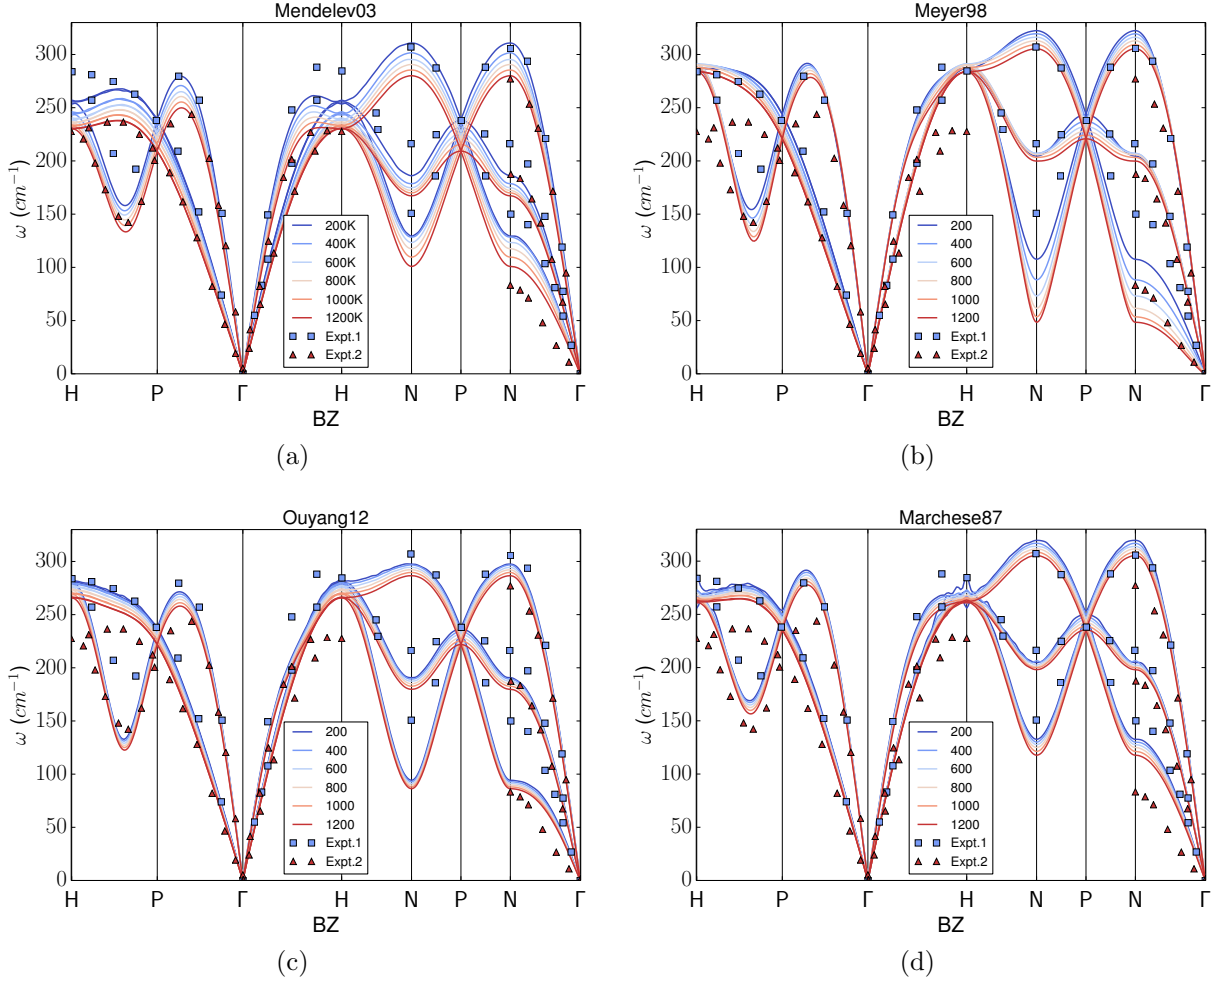 Mendelev03
ω (cm⁻¹)
300
250
200
150
100
50
0
200K
400K
600K
800K
1000K
1200K
Expt.1
Expt.2
H P Γ H N P N Γ
BZ
(a)
Meyer98
ω (cm⁻¹)
300
250
200
150
100
50
0
200
400
600
800
1000
1200
Expt.1
Expt.2
H P Γ H N P N Γ
BZ
(b)
Ouyang12
ω (cm⁻¹)
300
250
200
150
100
50
0
200
400
600
800
1000
1200
Expt.1
Expt.2
H P Γ H N P N Γ
BZ
(c)
Marchese87
ω (cm⁻¹)
300
250
200
150
100
50
0
200
400
600
800
1000
1200
Expt.1
Expt.2
H P Γ H N P N Γ
BZ
(d)